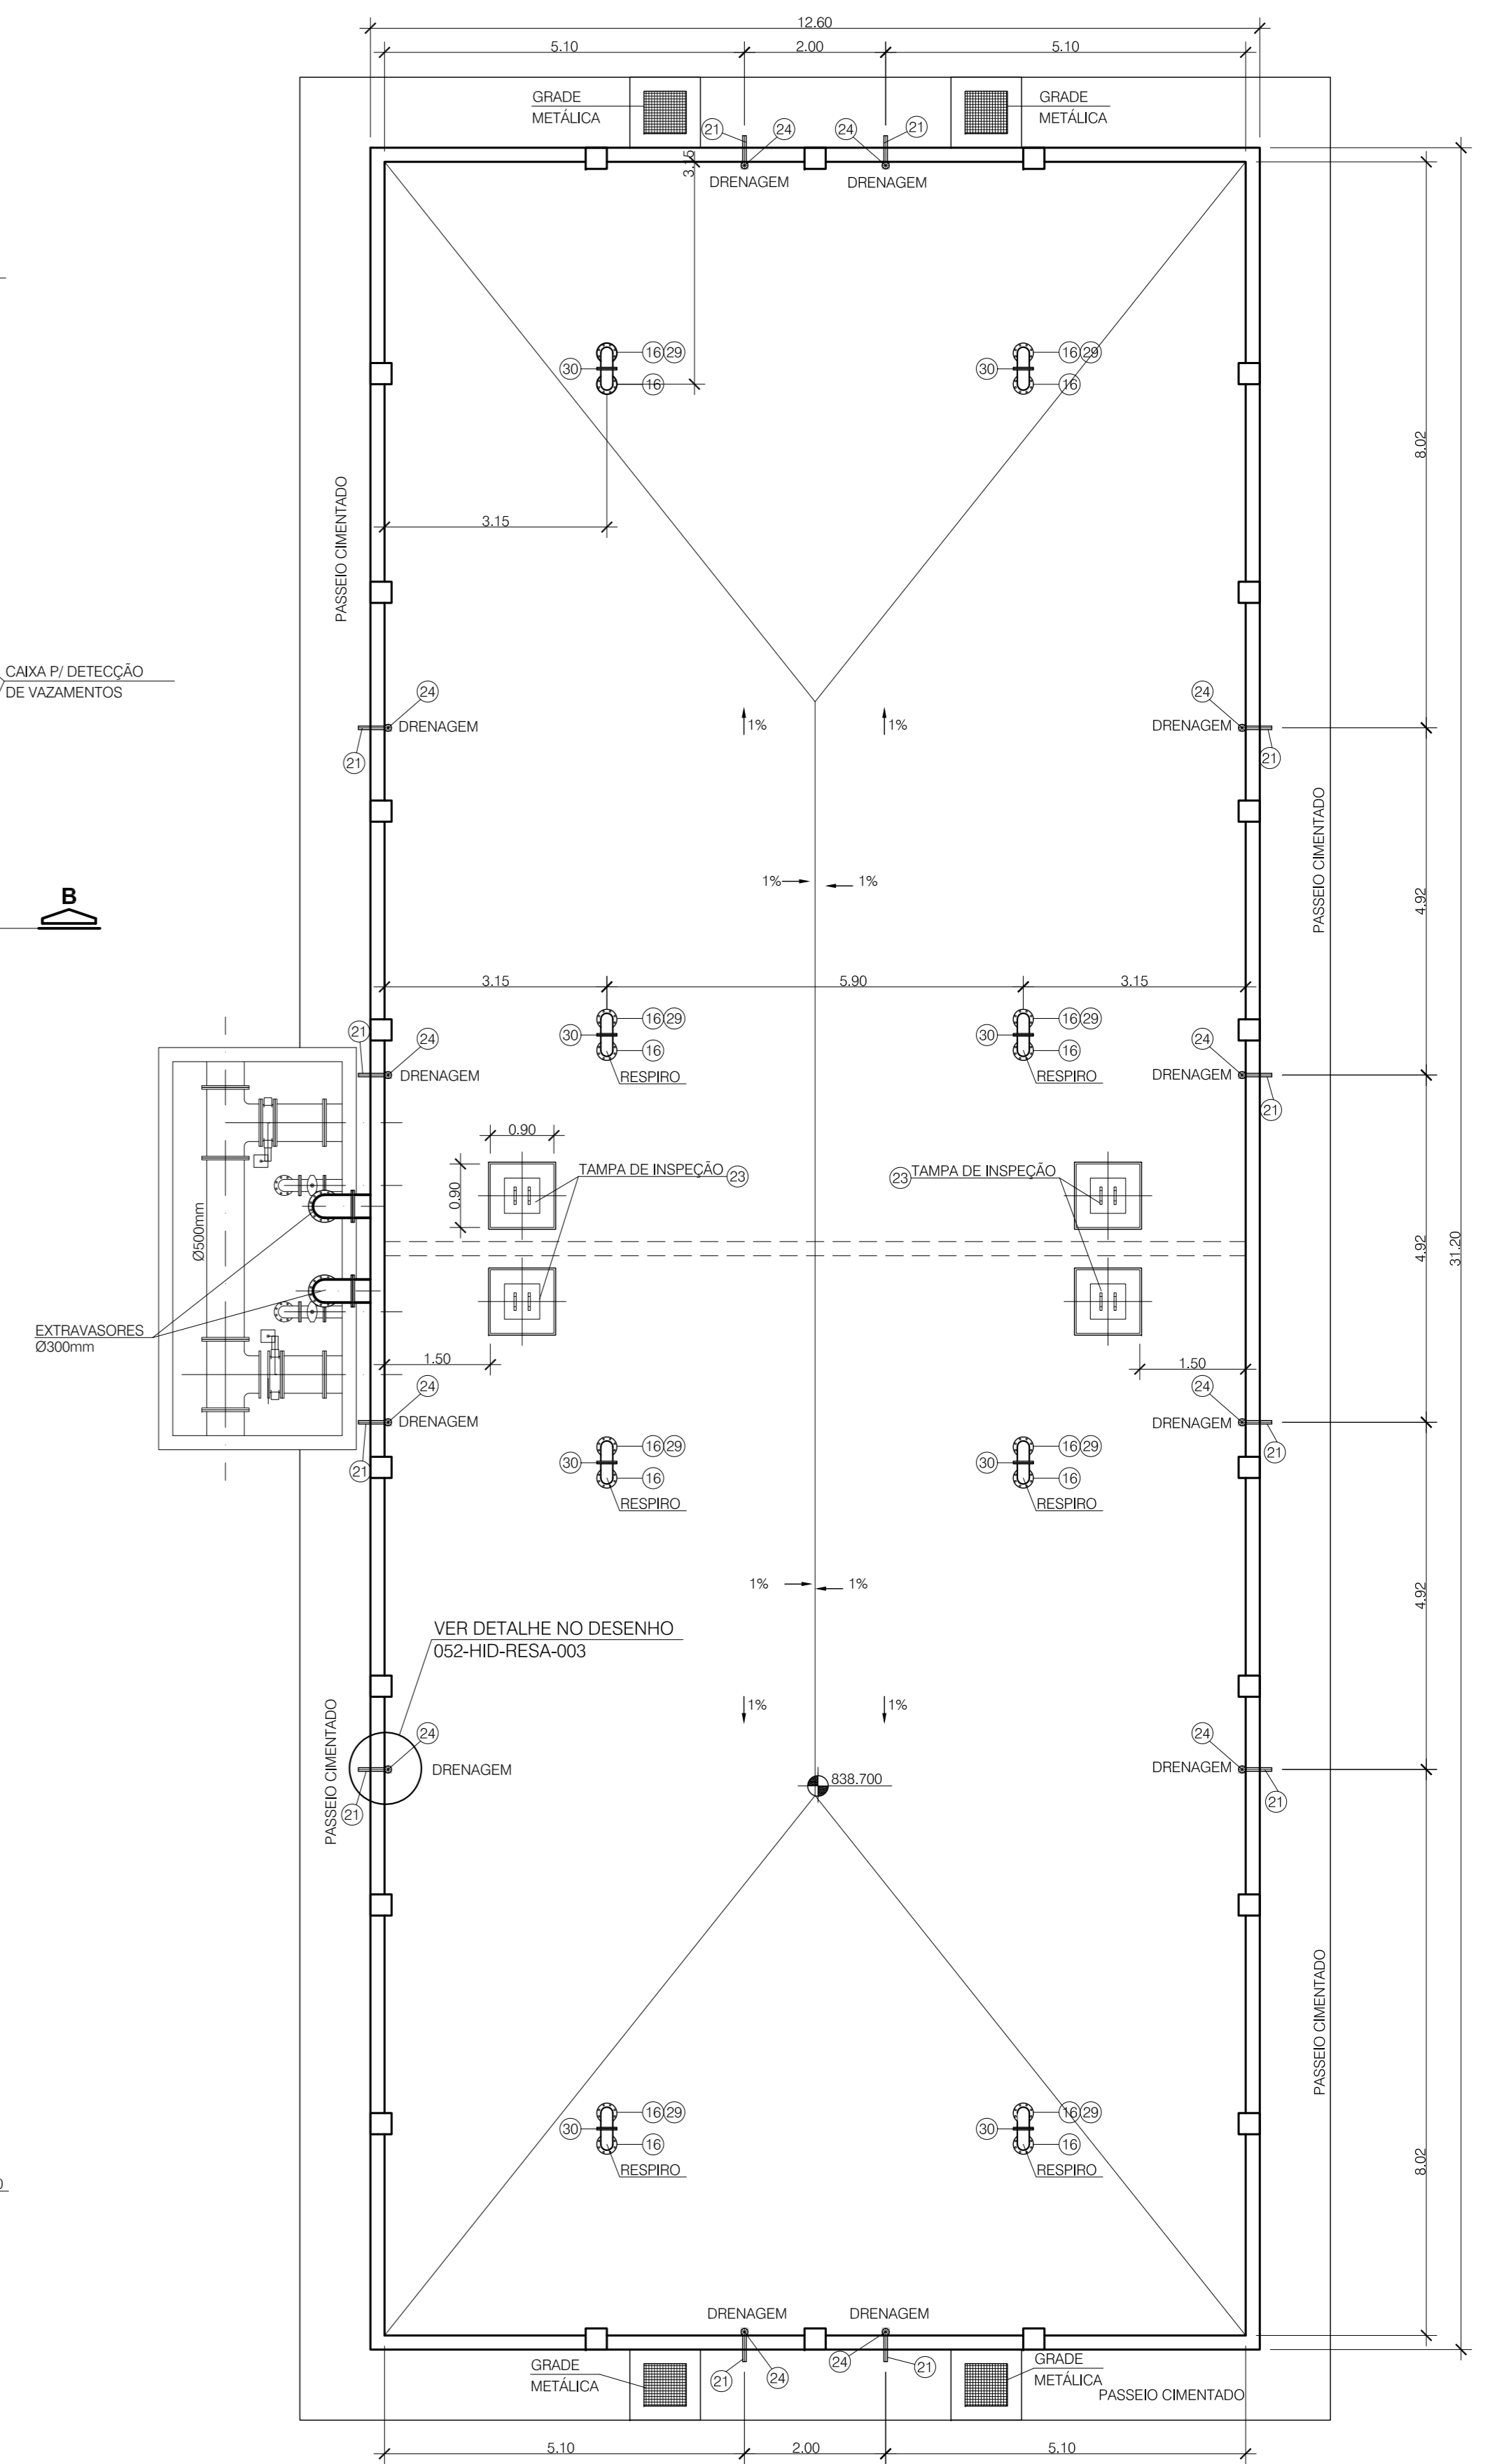 12.60
5.10
2.00
5.10
GRADE
METÁLICA
GRADE
METÁLICA
21
24
24
21
3.15
DRENAGEM
DRENAGEM
16
29
30
16
16
29
30
16
8.02
PASSEIO CIMENTADO
3.15
CAIXA P/ DETECÇÃO
DE VAZAMENTOS
24
DRENAGEM
21
1%
1%
24
DRENAGEM
21
PASSEIO CIMENTADO
1%
1%
B
4.92
3.15
5.90
3.15
21
24
DRENAGEM
16
29
30
16
RESPIRO
16
29
30
16
RESPIRO
24
DRENAGEM
21
0.90
0.90
TAMPA DE INSPEÇÃO
23
23
TAMPA DE INSPEÇÃO
Ø500mm
4.92
31.20
EXTRAVASORES
Ø300mm
1.50
1.50
24
DRENAGEM
21
24
DRENAGEM
21
16
29
30
16
RESPIRO
16
29
30
16
RESPIRO
1%
1%
4.92
VER DETALHE NO DESENHO
052-HID-RESA-003
PASSEIO CIMENTADO
1%
1%
24
DRENAGEM
21
24
DRENAGEM
21
838.700
PASSEIO CIMENTADO
16
29
30
16
RESPIRO
16
29
30
16
RESPIRO
8.02
DRENAGEM
DRENAGEM
GRADE
METÁLICA
21
24
24
21
GRADE
METÁLICA
PASSEIO CIMENTADO
5.10
2.00
5.10